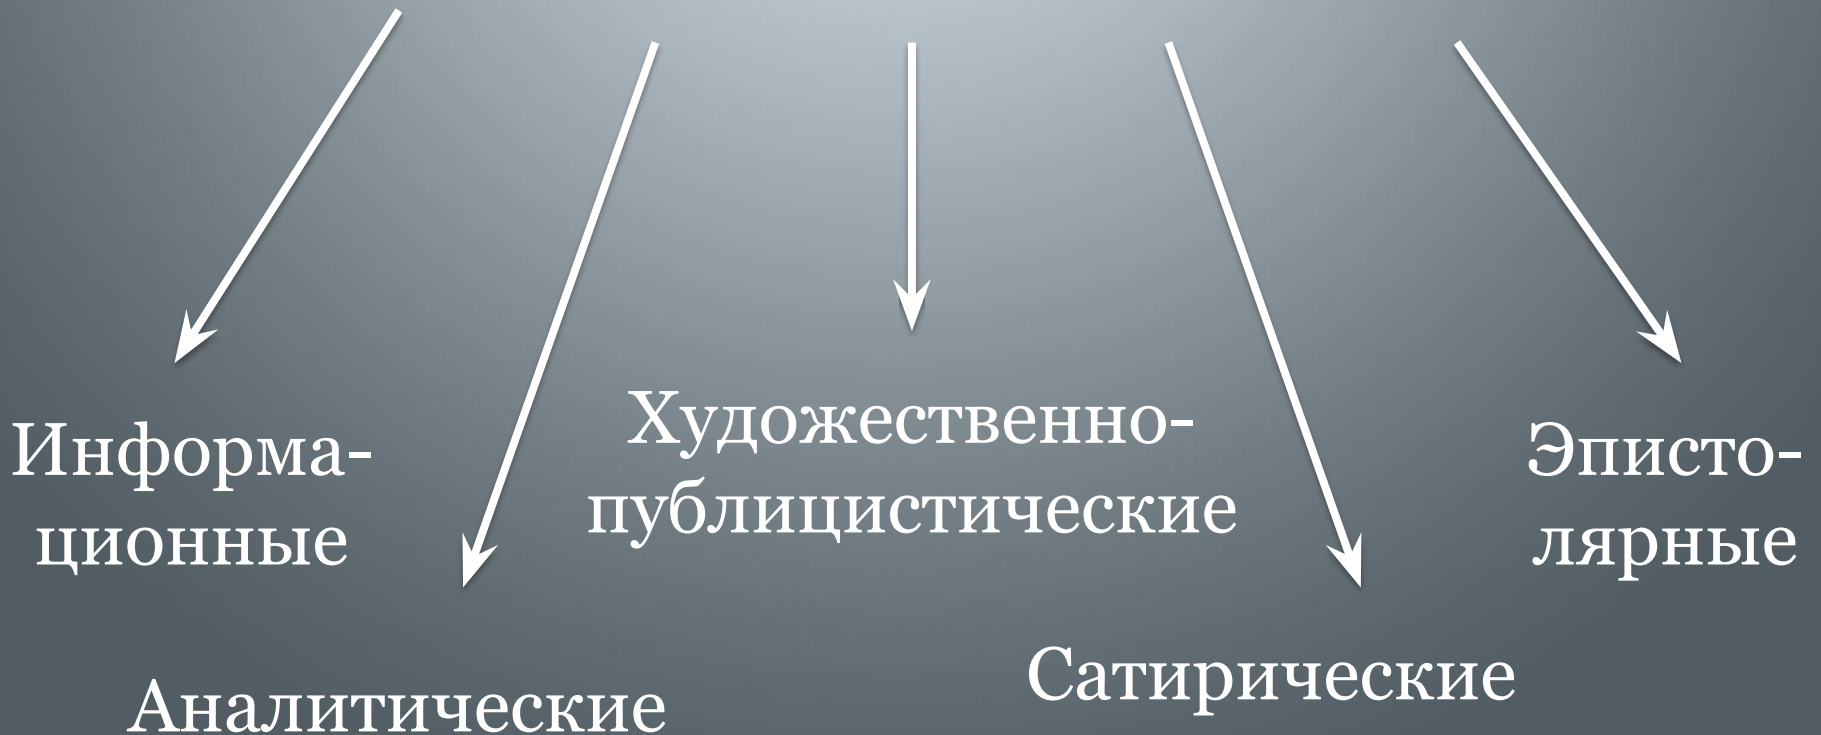 Информа-
ционные
Аналитические
Художественно-
публицистические
Сатирические
Эписто-
лярные